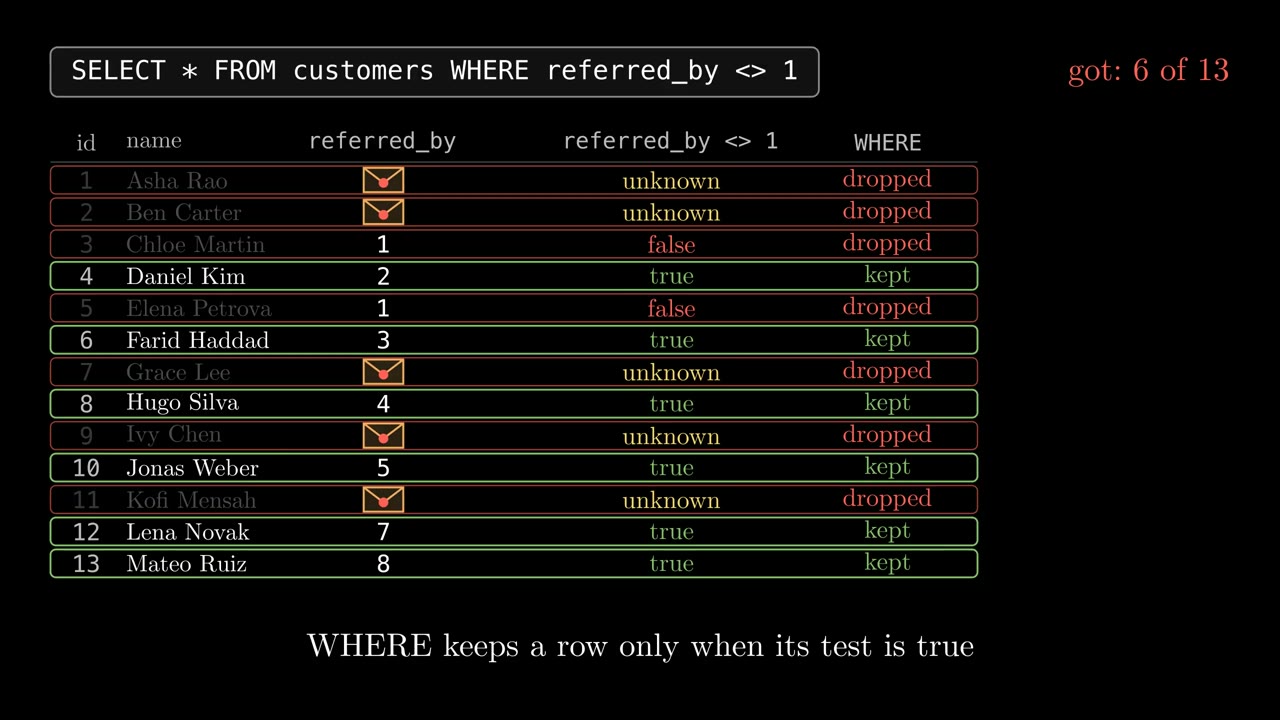 SELECT * FROM customers WHERE referred_by <> 1
got: 6 of 13
id name referred_by referred_by <> 1 WHERE
1 Asha Rao unknown dropped
2 Ben Carter unknown dropped
3 Chloe Martin 1 false dropped
4 Daniel Kim 2 true kept
5 Elena Petrova 1 false dropped
6 Farid Haddad 3 true kept
7 Grace Lee unknown dropped
8 Hugo Silva 4 true kept
9 Ivy Chen unknown dropped
10 Jonas Weber 5 true kept
11 Kofi Mensah unknown dropped
12 Lena Novak 7 true kept
13 Mateo Ruiz 8 true kept
WHERE keeps a row only when its test is true